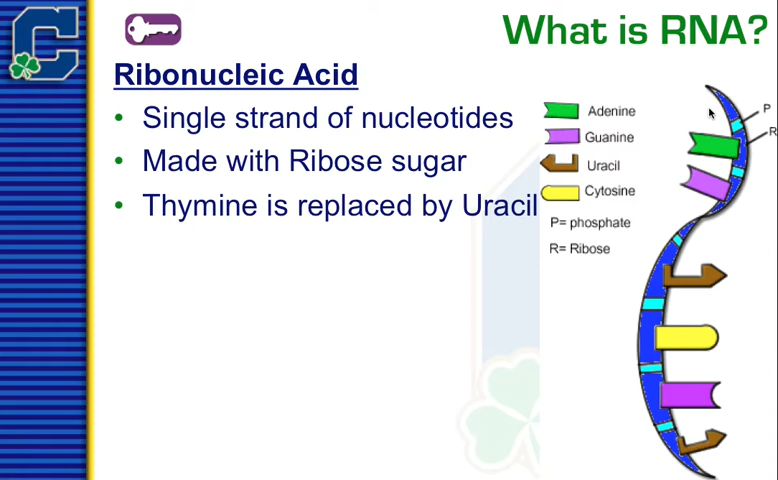 What is RNA?
Ribonucleic Acid
• Single strand of nucleotides
• Made with Ribose sugar
• Thymine is replaced by Uracil
Adenine
Guanine
Uracil
Cytosine
P= phosphate
R= Ribose
P
R
C